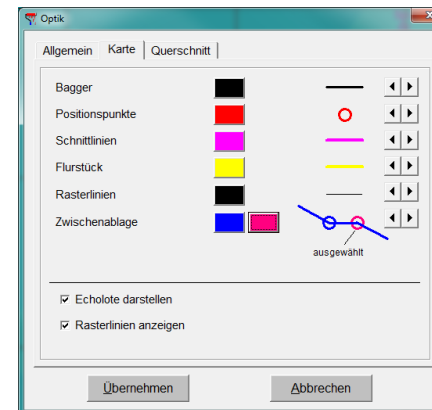 Optik
Allgemein Karte Querschnitt
Bagger
Positionspunkte
Schnittlinien
Flurstück
Rasterlinien
Zwischenablage
ausgewählt
Echolote darstellen
Rasterlinien anzeigen
Übernehmen Abbrechen